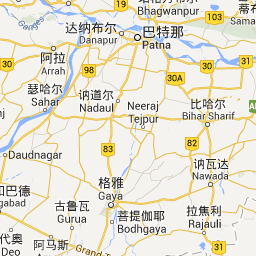 Ganges
Bhagwanpur
30
达纳布尔
Danapur
巴特那
Patna
阿拉
Arrah
30
30A
瑟哈尔
Sahar
讷道尔
Nadaul
Neeraj
Tejpur
比哈尔
Bihar Sharif
82
Daudnagar
83
讷瓦达
Nawada
格雅
Gaya
古鲁瓦
Gurua
菩提伽耶
Bodhgaya
拉焦利
Rajauli
阿马斯
Amas
31